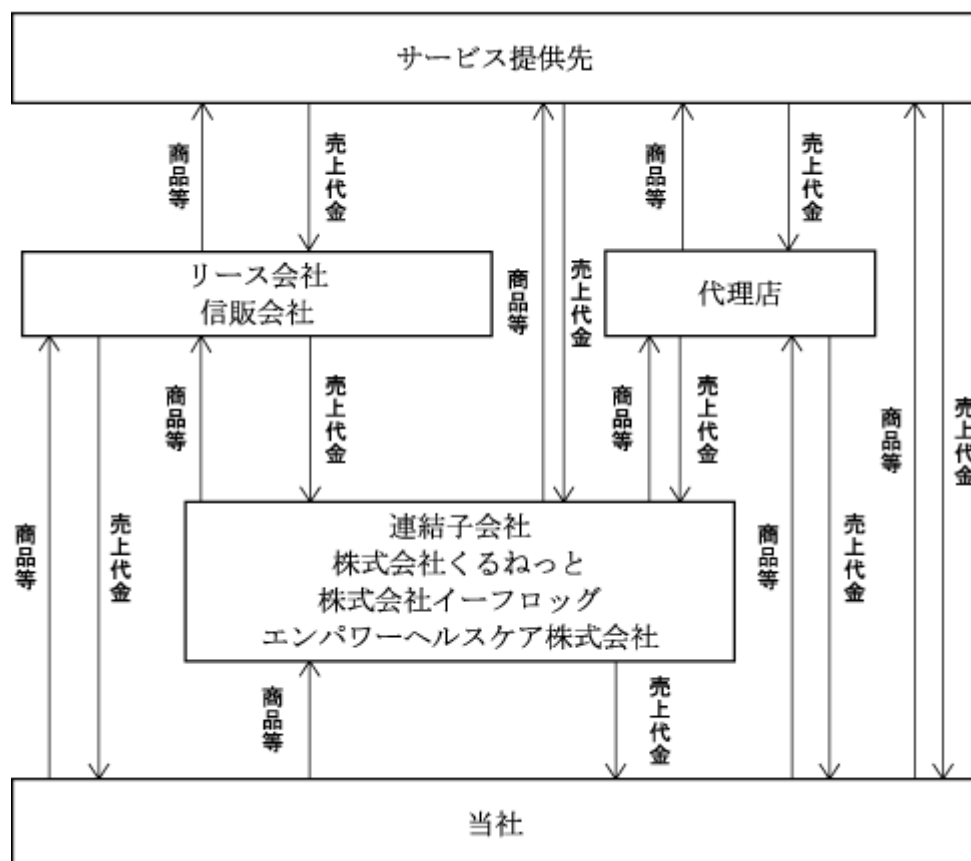 サービス提供先
商品等
売上代金
商品等
売上代金
リース会社
信販会社
商品等
売上代金
代理店
商品等
売上代金
商品等
売上代金
商品等
売上代金
連結子会社
株式会社くるねっと
株式会社イーフロッグ
エンパワーヘルスケア株式会社
商品等
売上代金
商品等
売上代金
商品等
売上代金
当社